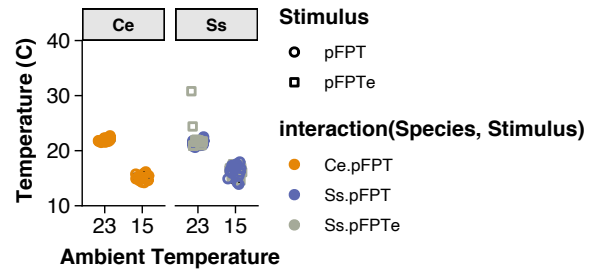 Ce Ss
Temperature (C)
40
30
20
10
23 15 23 15
Ambient Temperature
Stimulus
pFPT
pFPTe
interaction(Species, Stimulus)
Ce.pFPT
Ss.pFPT
Ss.pFPTe